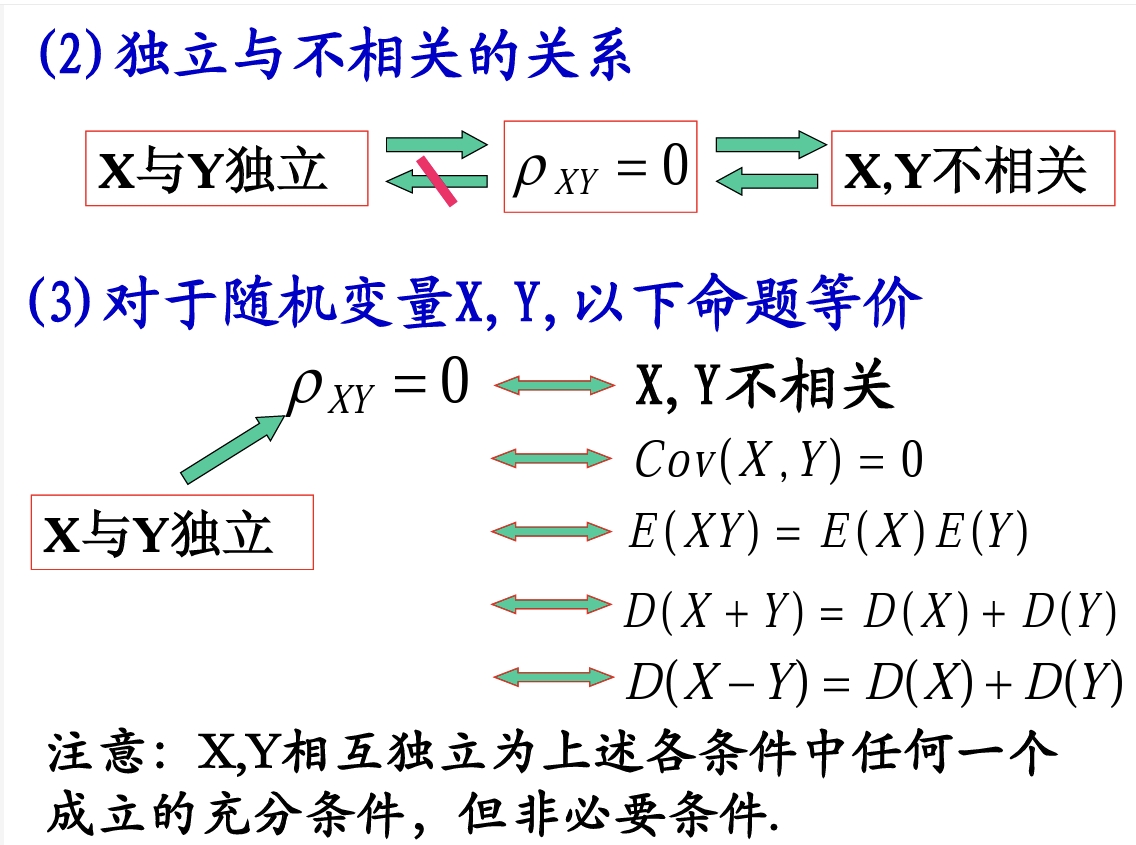 (2)独立与不相关的关系
X与Y独立 ρXY = 0 X,Y不相关
(3)对于随机变量X,Y,以下命题等价
ρXY = 0 X,Y不相关
Cov(X,Y) = 0
X与Y独立 E(XY) = E(X)E(Y)
D(X + Y) = D(X) + D(Y)
D(X − Y) = D(X) + D(Y)
注意：X,Y相互独立为上述各条件中任何一个
成立的充分条件，但非必要条件.